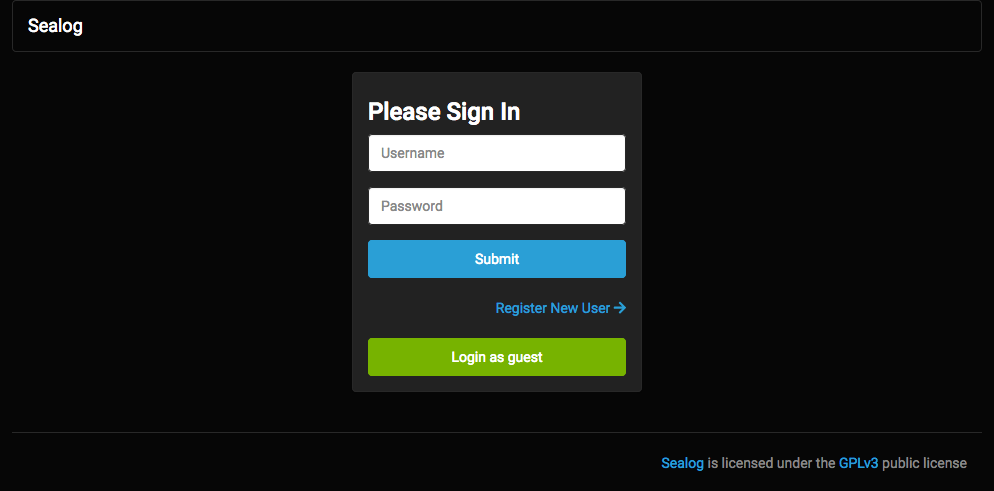 Sealog
Please Sign In
Username
Password
Submit
Register New User
Login as guest
Sealog is licensed under the GPLv3 public license